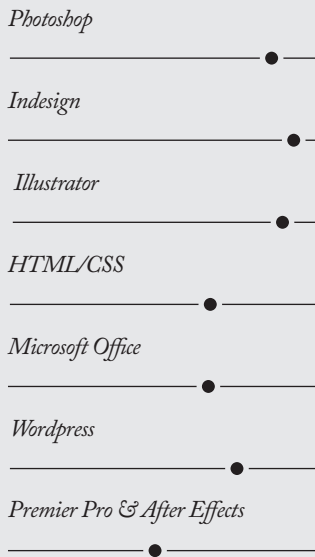 Photoshop
Indesign
Illustrator
HTML/CSS
Microsoft Office
Wordpress
Premier Pro & After Effects